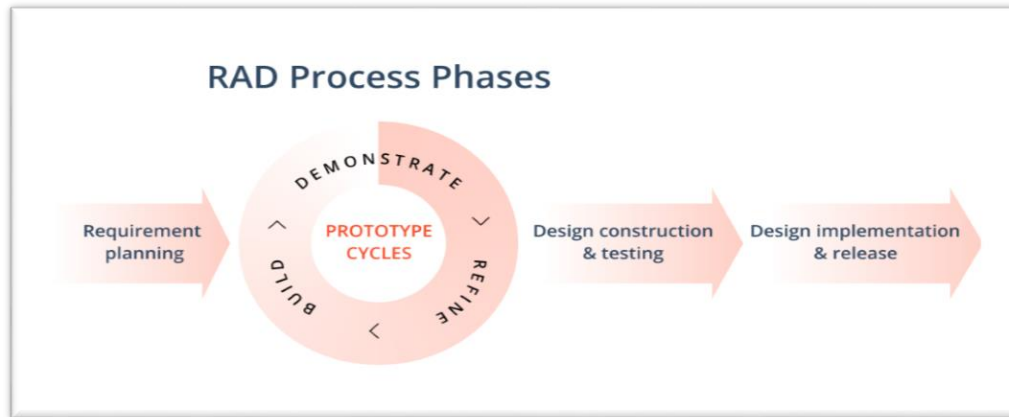 RAD Process Phases
DEMONSTRATE
Requirement
planning
PROTOTYPE
CYCLES
BUILD
REFINE
Design construction
& testing
Design implementation
& release